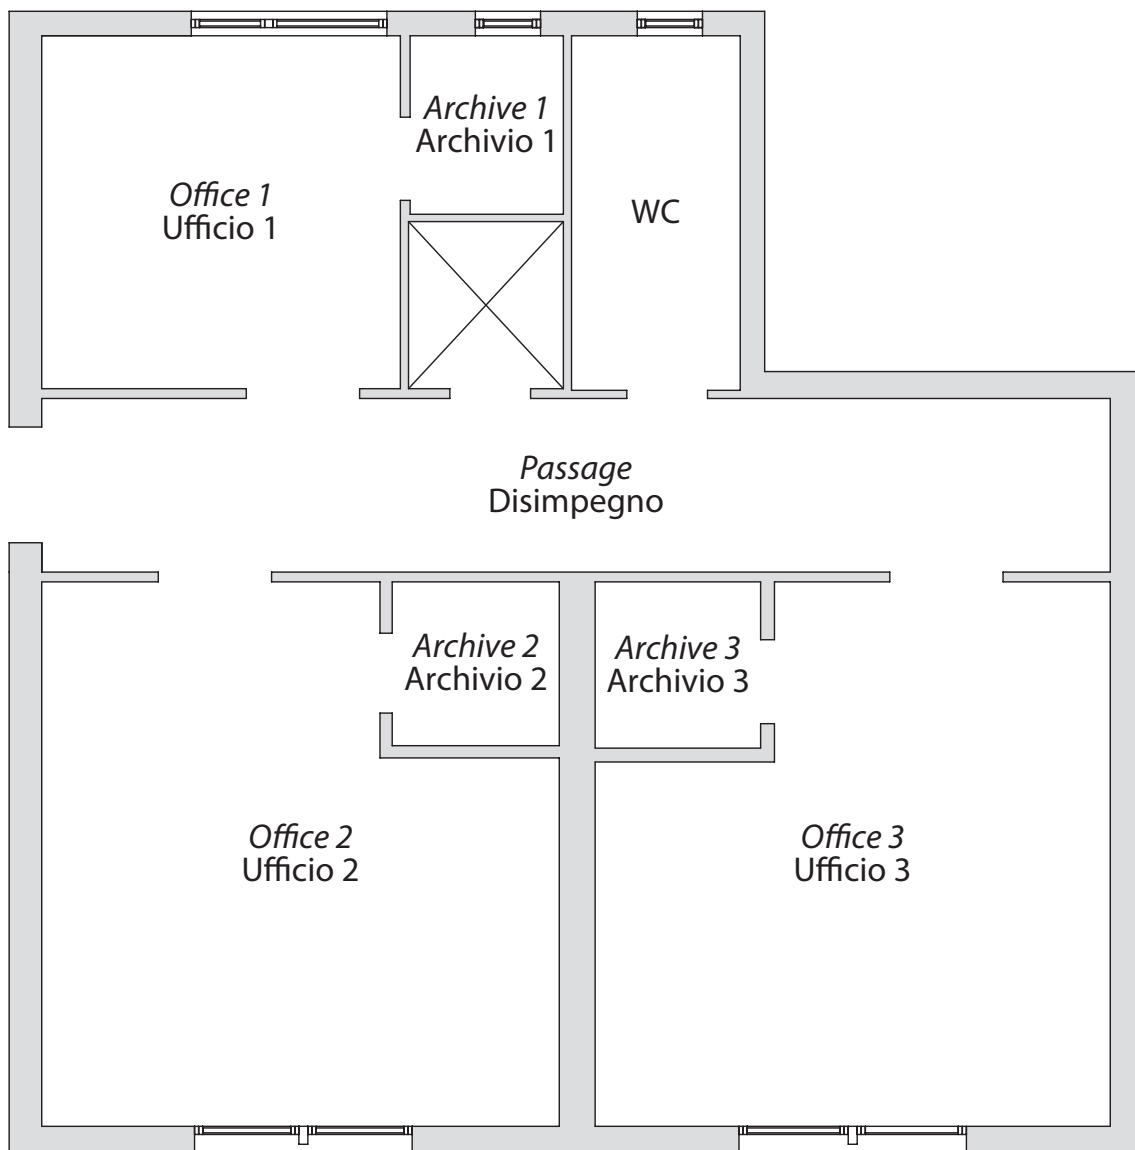 Archive 1
Archivio 1
Office 1
Ufficio 1
WC
Passage
Disimpegno
Archive 2
Archivio 2
Archive 3
Archivio 3
Office 2
Ufficio 2
Office 3
Ufficio 3